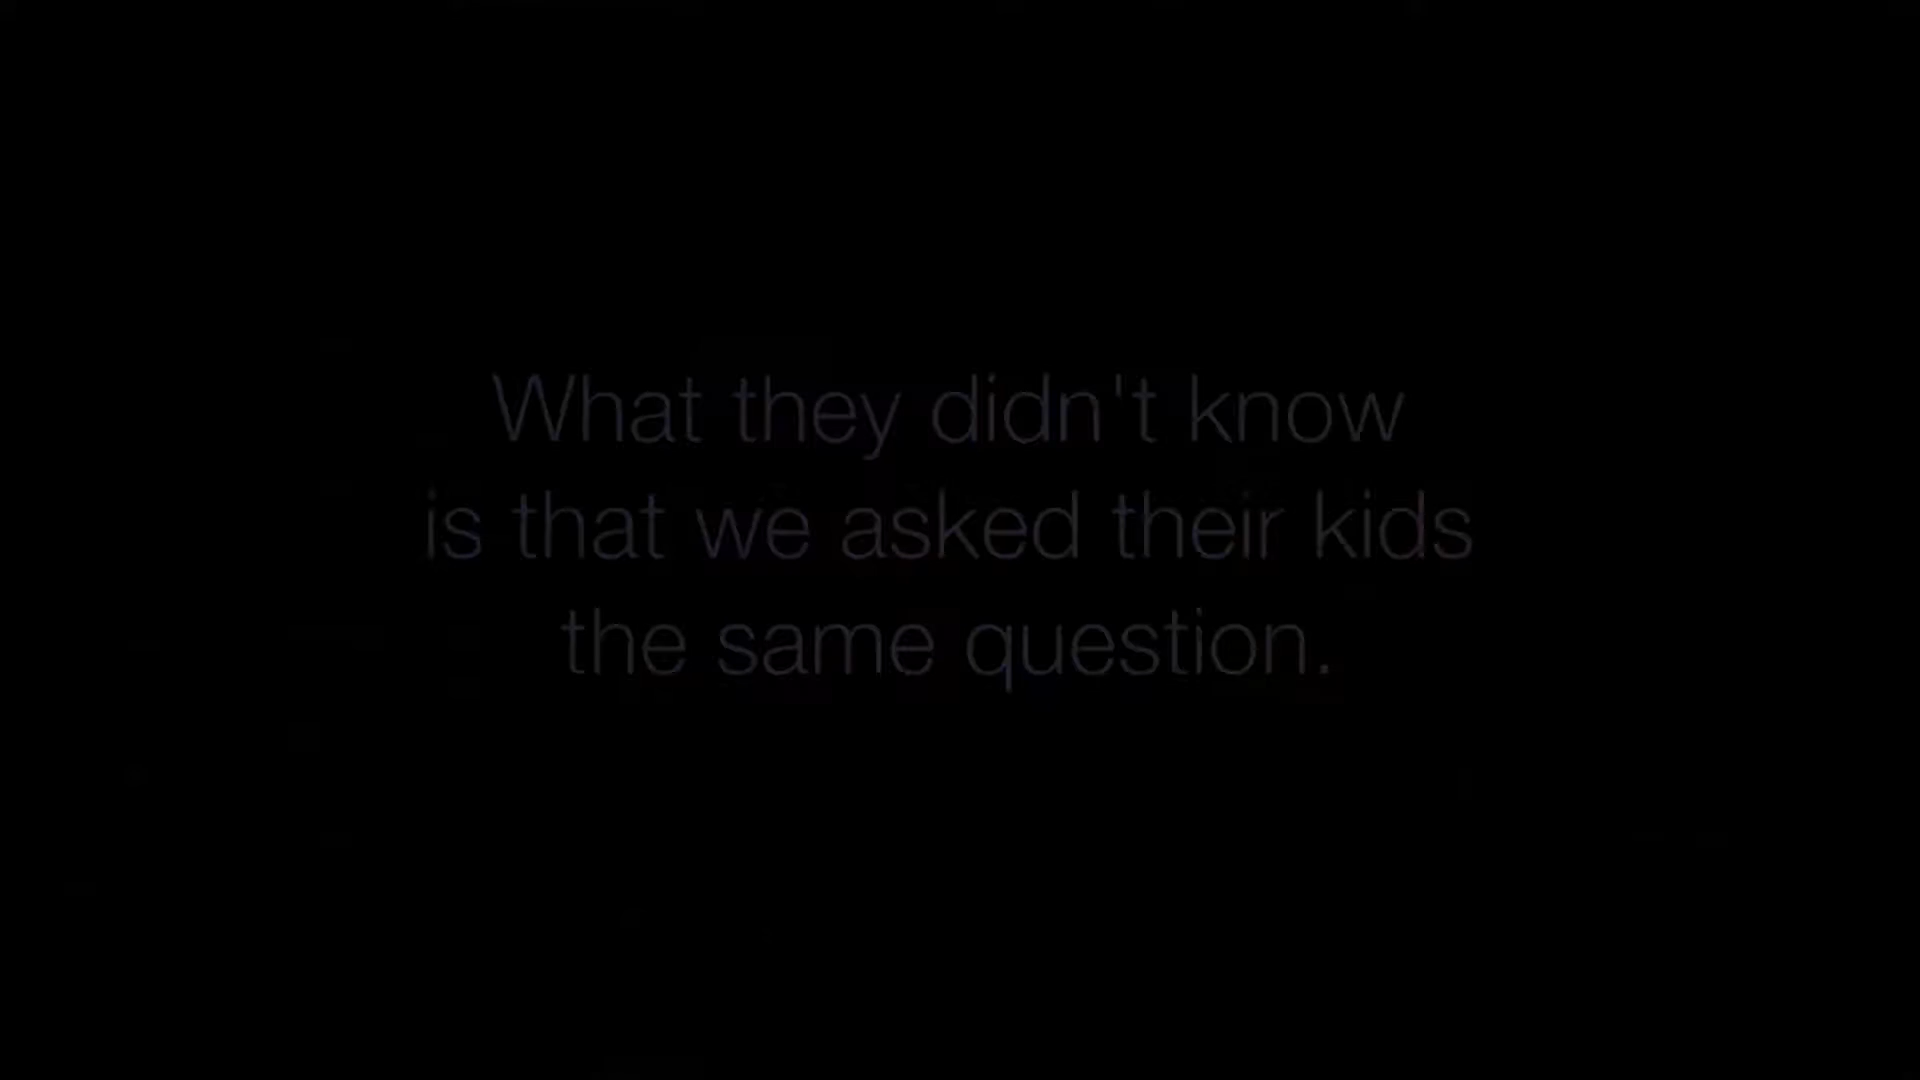 What they didn't know
is that we asked their kids
the same question.